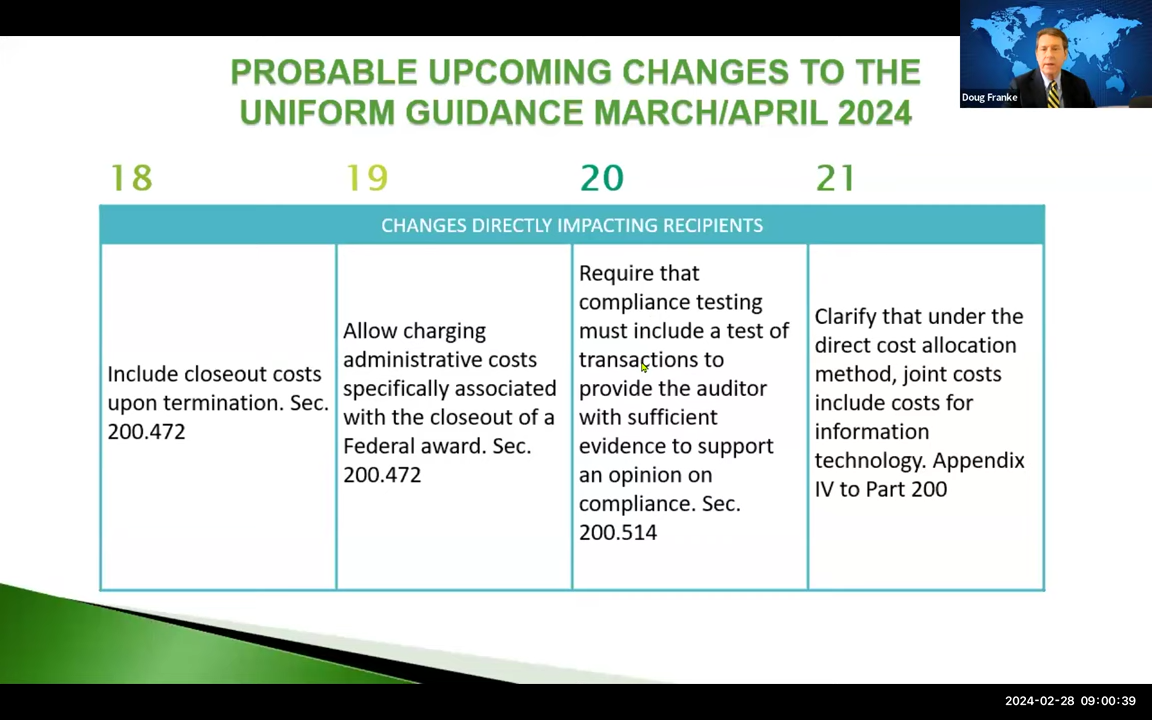 PROBABLE UPCOMING CHANGES TO THE
UNIFORM GUIDANCE MARCH/APRIL 2024
Doug Franke
18
19
20
21
CHANGES DIRECTLY IMPACTING RECIPIENTS
Include closeout costs
upon termination. Sec.
200.472
Allow charging
administrative costs
specifically associated
with the closeout of a
Federal award. Sec.
200.472
Require that
compliance testing
must include a test of
transactions to
provide the auditor
with sufficient
evidence to support
an opinion on
compliance. Sec.
200.514
Clarify that under the
direct cost allocation
method, joint costs
include costs for
information
technology. Appendix
IV to Part 200
2024-02-28 09:00:39